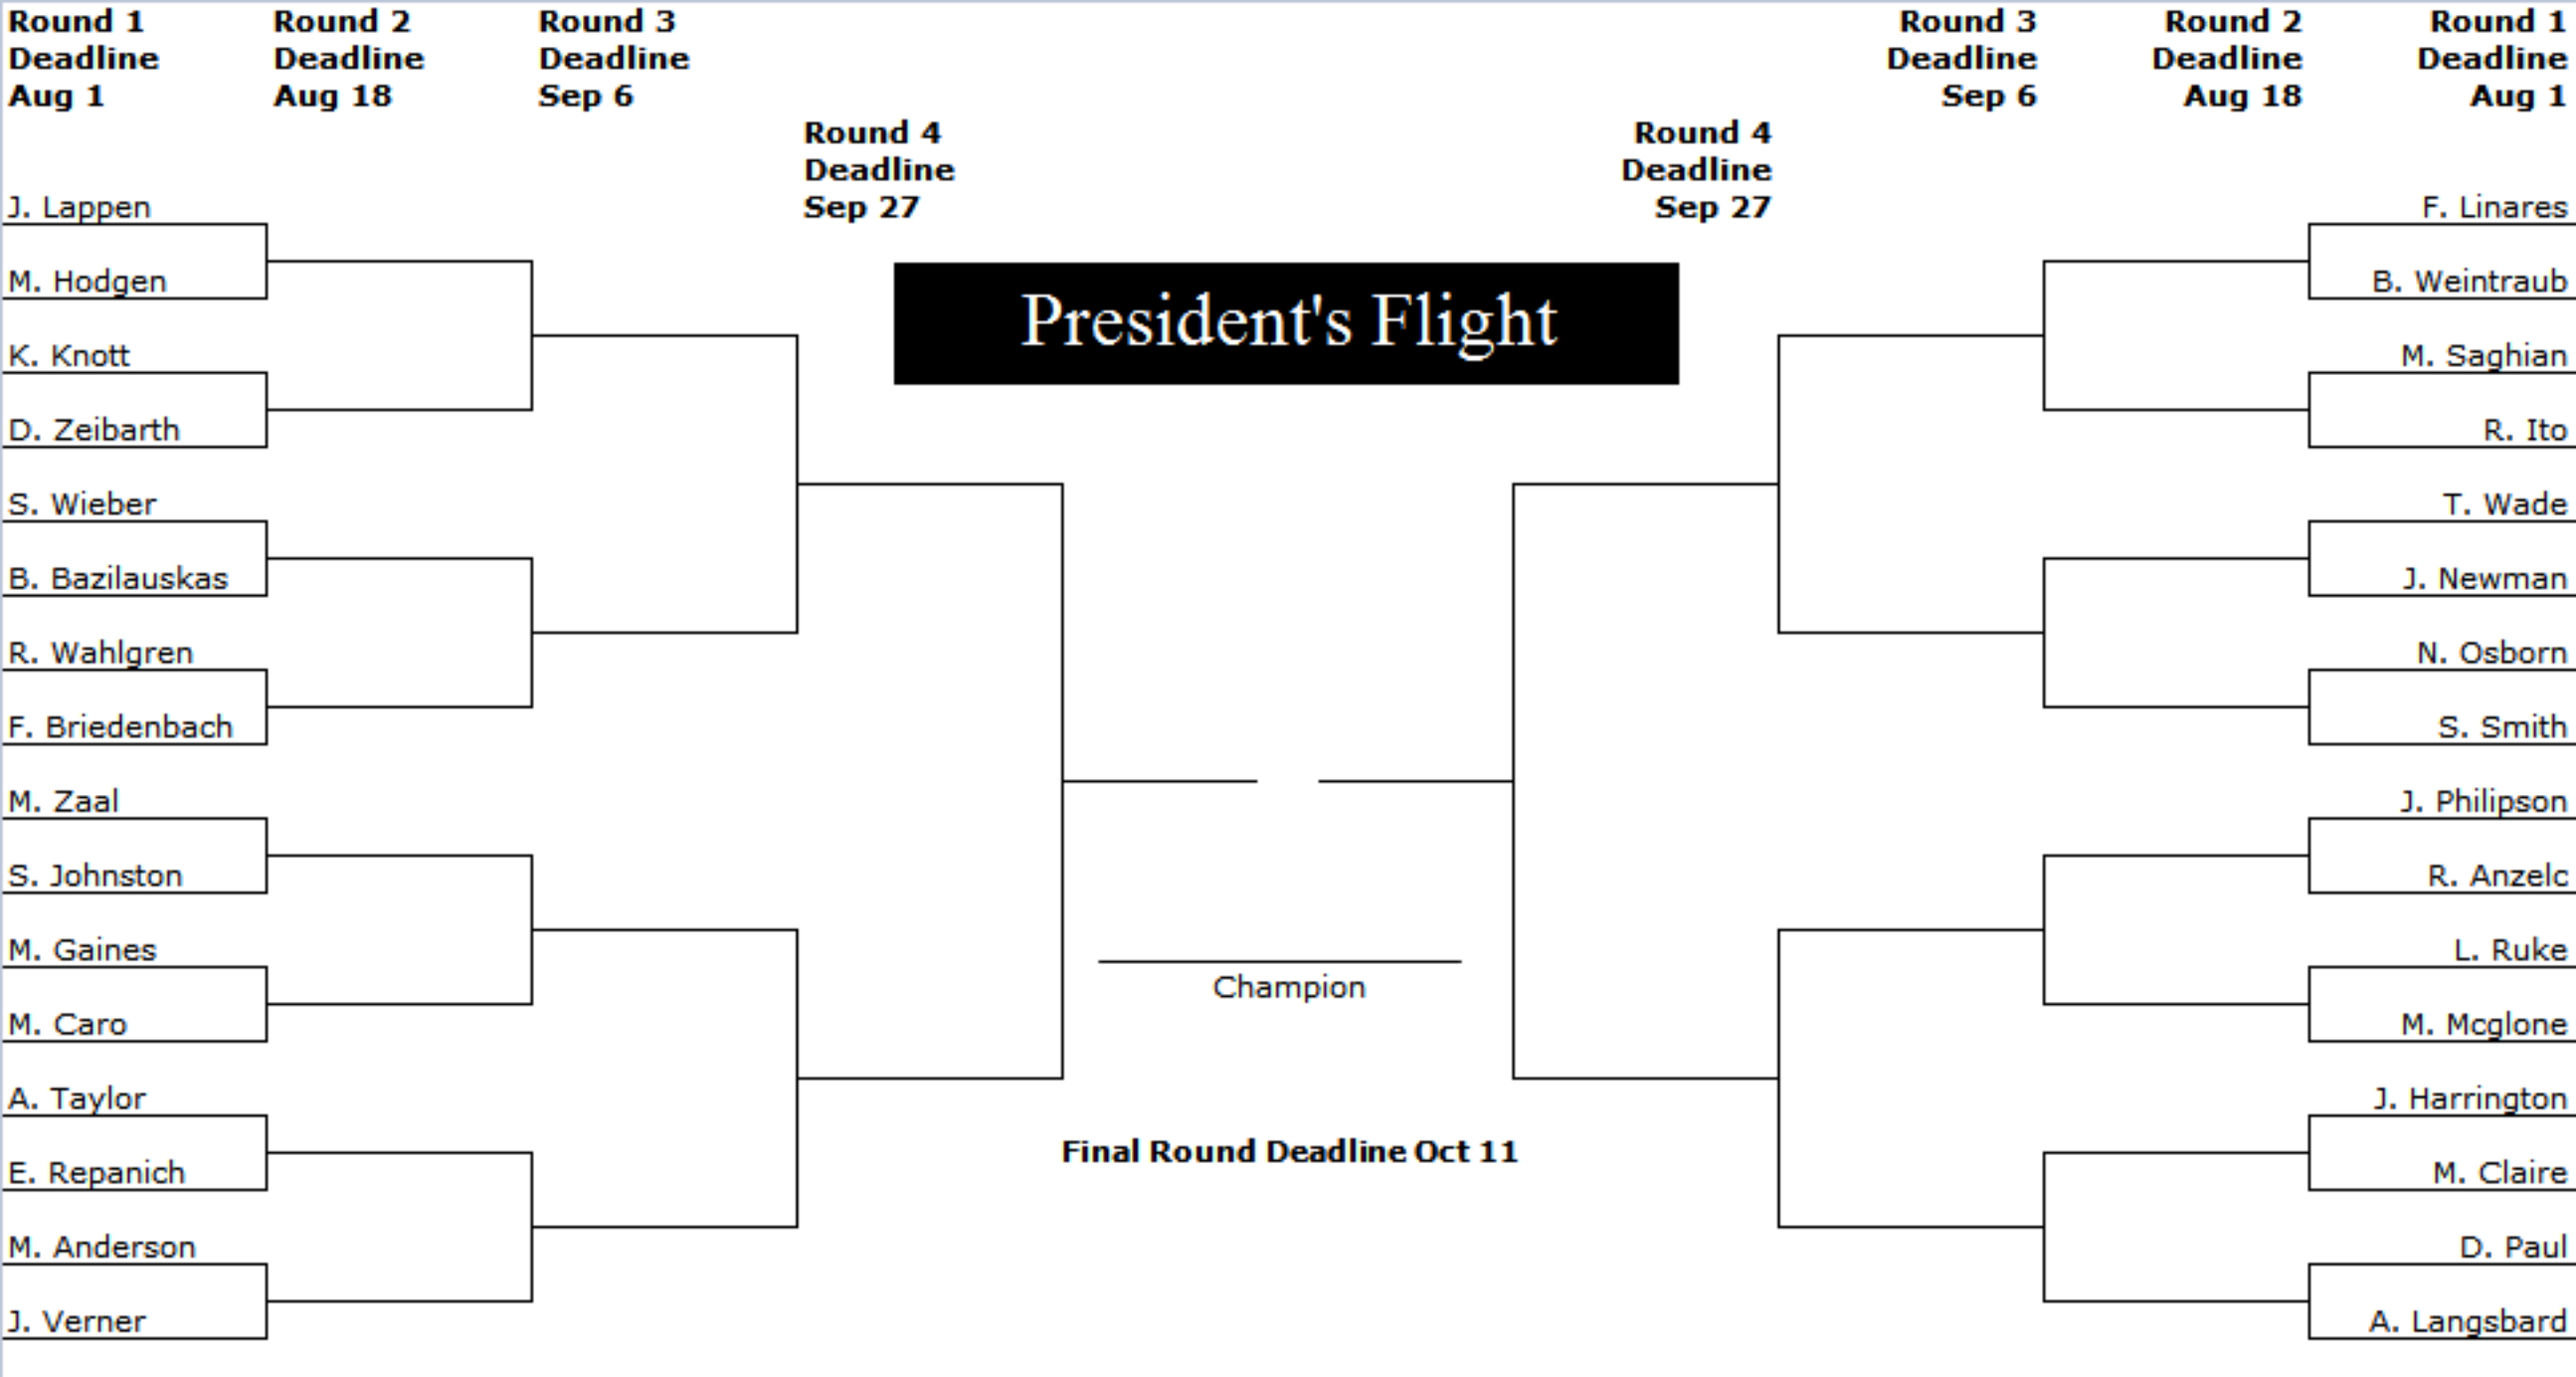 Round 1
Deadline
Aug 1
Round 2
Deadline
Aug 18
Round 3
Deadline
Sep 6
Round 4
Deadline
Sep 27
Round 4
Deadline
Sep 27
Round 3
Deadline
Sep 6
Round 2
Deadline
Aug 18
Round 1
Deadline
Aug 1
President's Flight
J. Lappen
M. Hodgen
K. Knott
D. Zeibarth
S. Wieber
B. Bazilauskas
R. Wahlgren
F. Briedenbach
M. Zaal
S. Johnston
M. Gaines
M. Caro
A. Taylor
E. Repanich
M. Anderson
J. Verner
Champion
Final Round Deadline Oct 11
F. Linares
B. Weintraub
M. Saghian
R. Ito
T. Wade
J. Newman
N. Osborn
S. Smith
J. Philipson
R. Anzelc
L. Ruke
M. Mcglone
J. Harrington
M. Claire
D. Paul
A. Langsbard